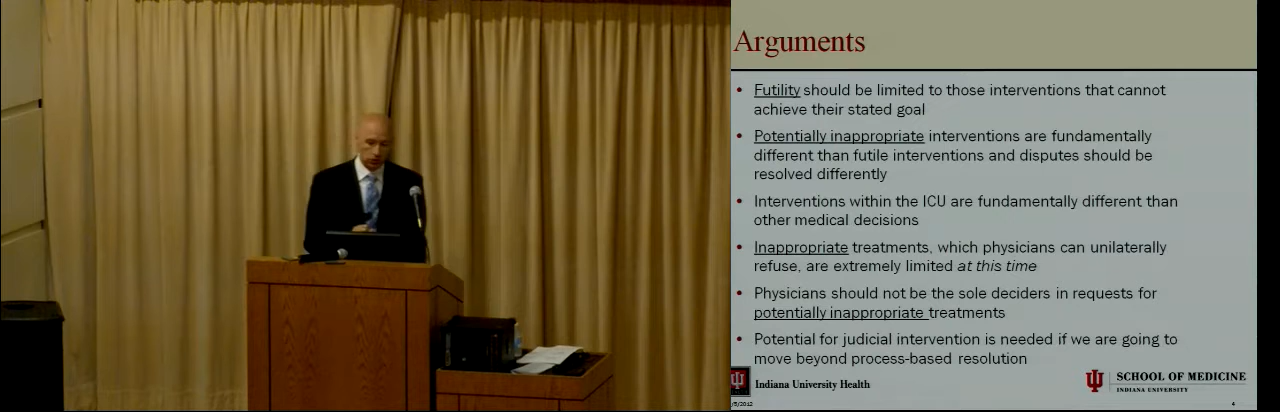 Arguments
• Futility should be limited to those interventions that cannot
achieve their stated goal
• Potentially inappropriate interventions are fundamentally
different than futile interventions and disputes should be
resolved differently
• Interventions within the ICU are fundamentally different than
other medical decisions
• Inappropriate treatments, which physicians can unilaterally
refuse, are extremely limited at this time
• Physicians should not be the sole deciders in requests for
potentially inappropriate treatments
• Potential for judicial intervention is needed if we are going to
move beyond process-based resolution
Indiana University Health
SCHOOL OF MEDICINE
INDIANA UNIVERSITY
/5/2012
4